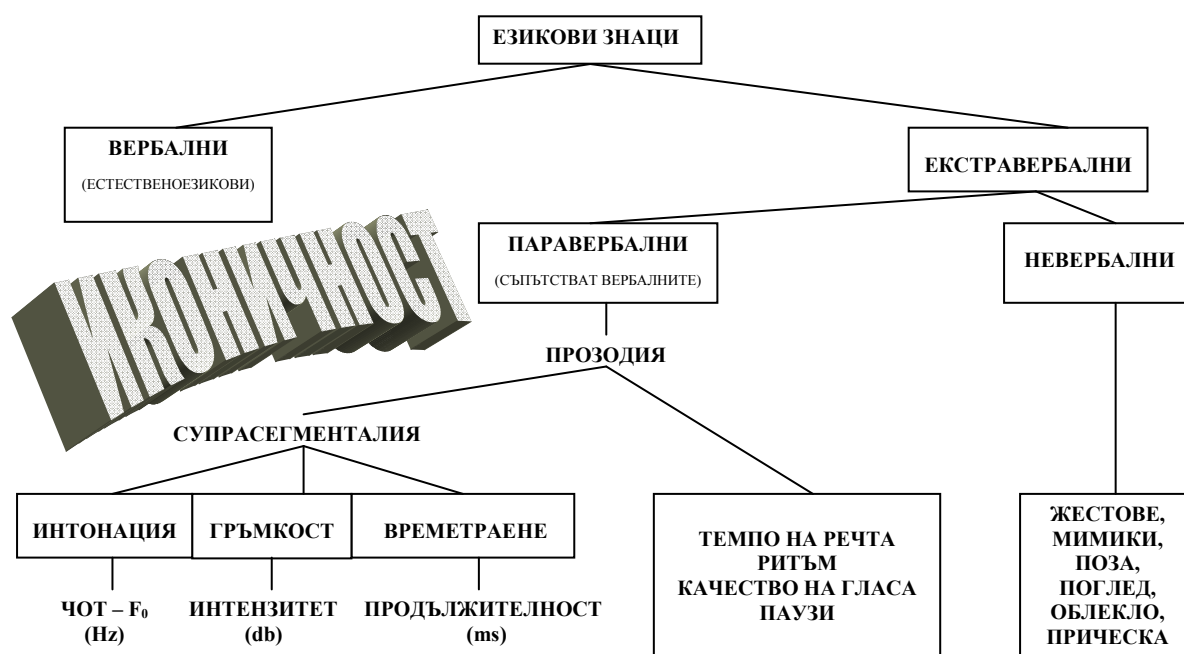 ЕЗИКОВИ ЗНАЦИ
ВЕРБАЛНИ
(ЕСТЕСТВЕНОЕЗИКОВИ)
ЕКСТРАВЕРБАЛНИ
ПАРАВЕРБАЛНИ
(СЪПЪТСТВАТ ВЕРБАЛНИТЕ)
НЕВЕРБАЛНИ
ИКОНИЧНОСТ
ПРОЗОДИЯ
СУПРАСЕГМЕНТАЛИЯ
ИНТОНАЦИЯ
ГРЪМКОСТ
ВРЕМЕТРАЕНЕ
ЧОТ – F₀
(Hz)
ИНТЕНЗИТЕТ
(db)
ПРОДЪЛЖИТЕЛНОСТ
(ms)
ТЕМПО НА РЕЧТА
РИТЪМ
КАЧЕСТВО НА ГЛАСА
ПАУЗИ
ЖЕСТОВЕ,
МИМИКИ,
ПОЗА,
ПОГЛЕД,
ОБЛЕКЛО,
ПРИЧЕСКА